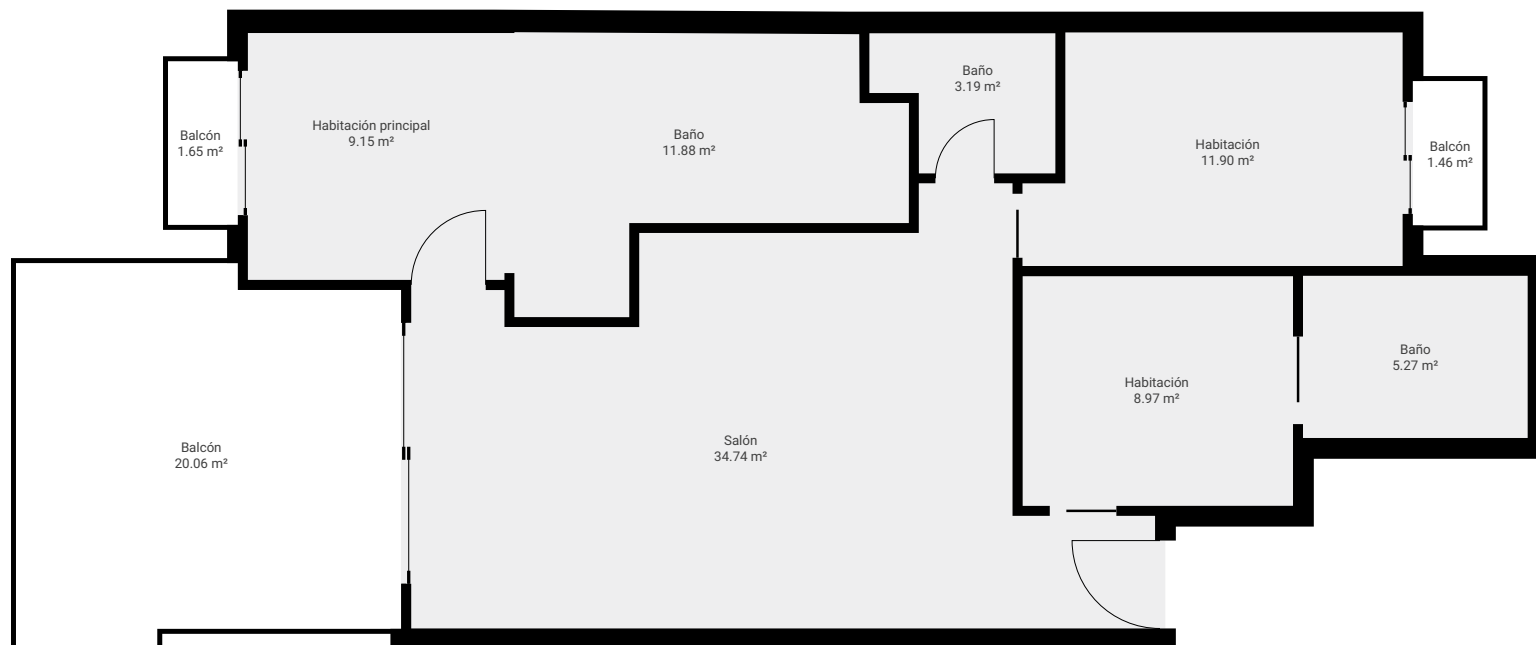 Baño
3.19 m²
Habitación principal
9.15 m²
Balcón
1.65 m²
Baño
11.88 m²
Habitación
11.90 m²
Balcón
1.46 m²
Baño
5.27 m²
Habitación
8.97 m²
Salón
34.74 m²
Balcón
20.06 m²